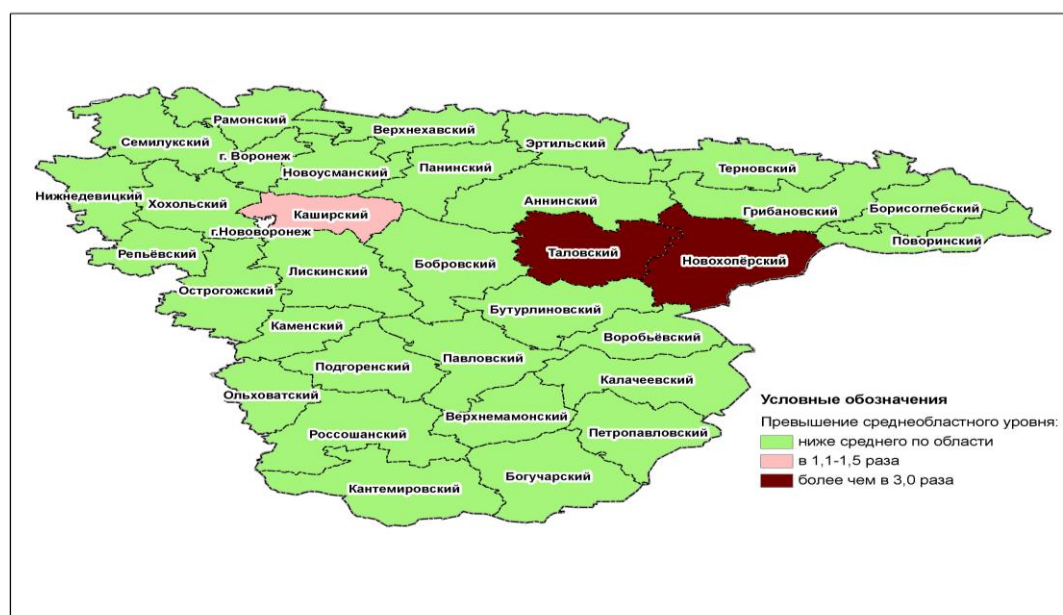 Рамонский
Верхнехавский
Эртильский
Семилукский
г. Воронеж
Новоусманский
Панинский
Терновский
Нижнедевицкий
Хохольский
Аннинский
Каширский
Грибановский
Борисоглебский
г.Нововоронеж
Поворинский
Репьёвский
Таловский
Новохопёрский
Лискинский
Бобровский
Острогожский
Бутурлиновский
Каменский
Воробьёвский
Подгоренский
Павловский
Калачеевский
Ольховатский
Верхнемамонский
Россошанский
Петропавловский
Богучарский
Кантемировский
Условные обозначения
Превышение среднеобластного уровня:
ниже среднего по области
в 1,1-1,5 раза
более чем в 3,0 раза